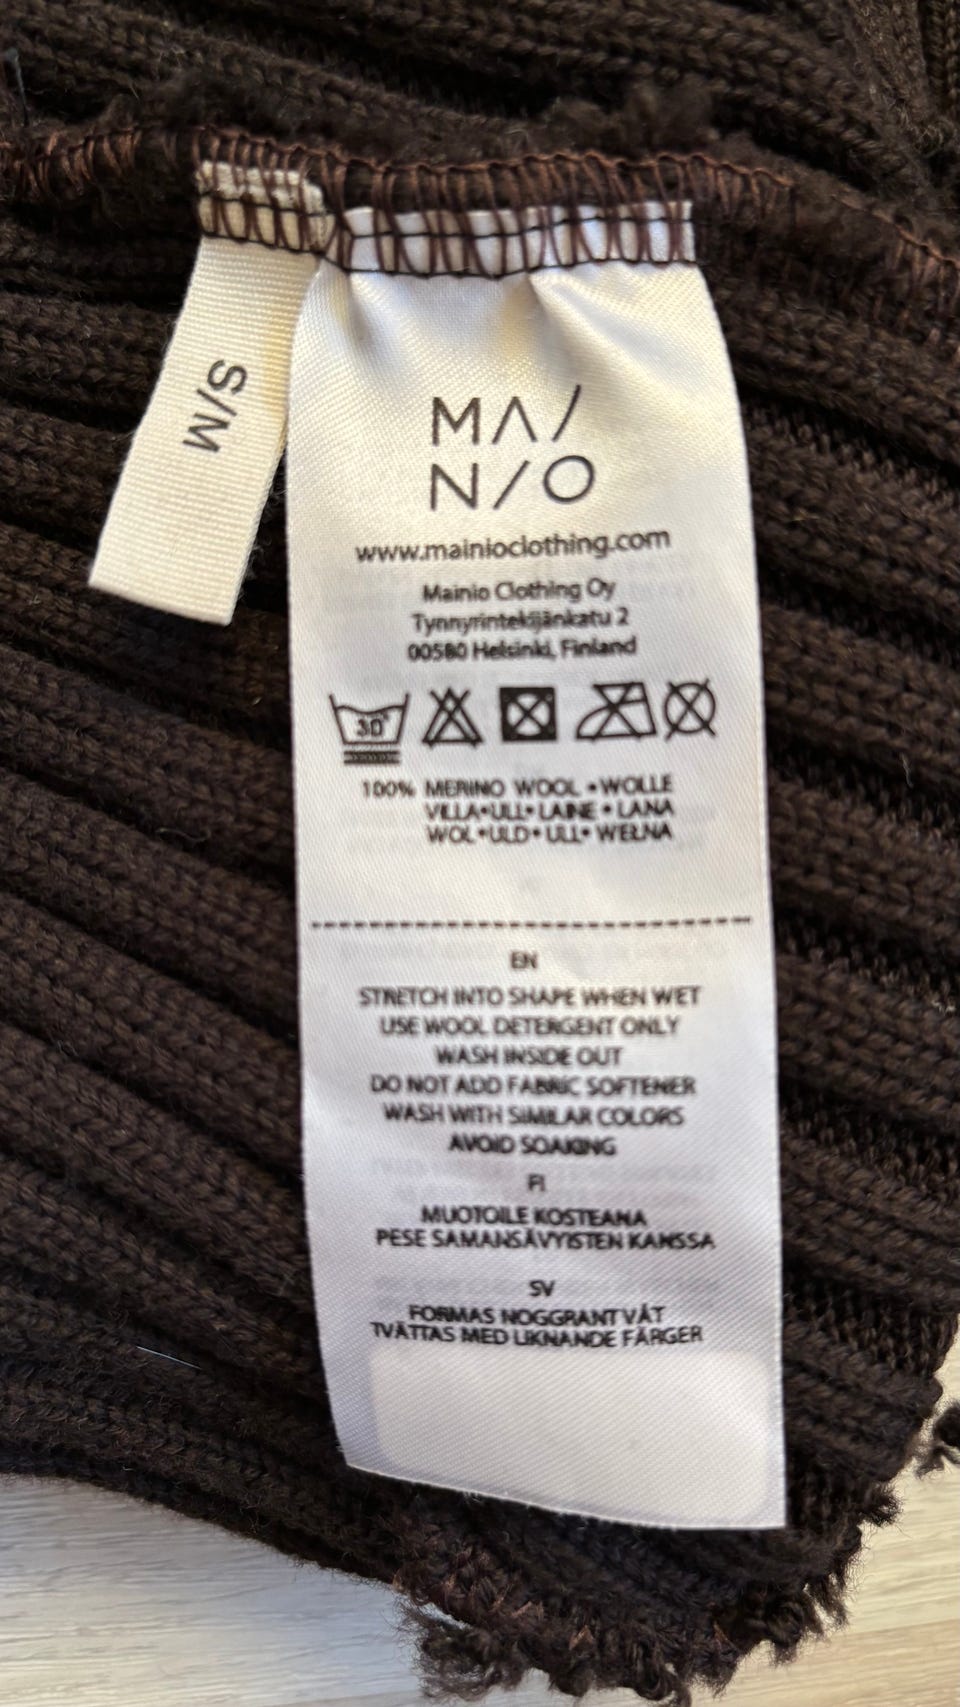 S/M
MA/
N/O
www.mainioclothing.com
Mainio Clothing Oy
Tynnyrintekijänkatu 2
00580 Helsinki, Finland
30°
100% MERINO WOOL • WOLLE
VILLA•ULL• LAINE • LANA
WOL•ULD•ULL• WEŁNA
EN
STRETCH INTO SHAPE WHEN WET
USE WOOL DETERGENT ONLY
WASH INSIDE OUT
DO NOT ADD FABRIC SOFTENER
WASH WITH SIMILAR COLORS
AVOID SOAKING
FI
MUOTOILE KOSTEANA
PESE SAMANSÄVYISTEN KANSSA
SV
FORMAS NOGGRANT VÅT
TVÄTTAS MED LIKNANDE FÄRGER